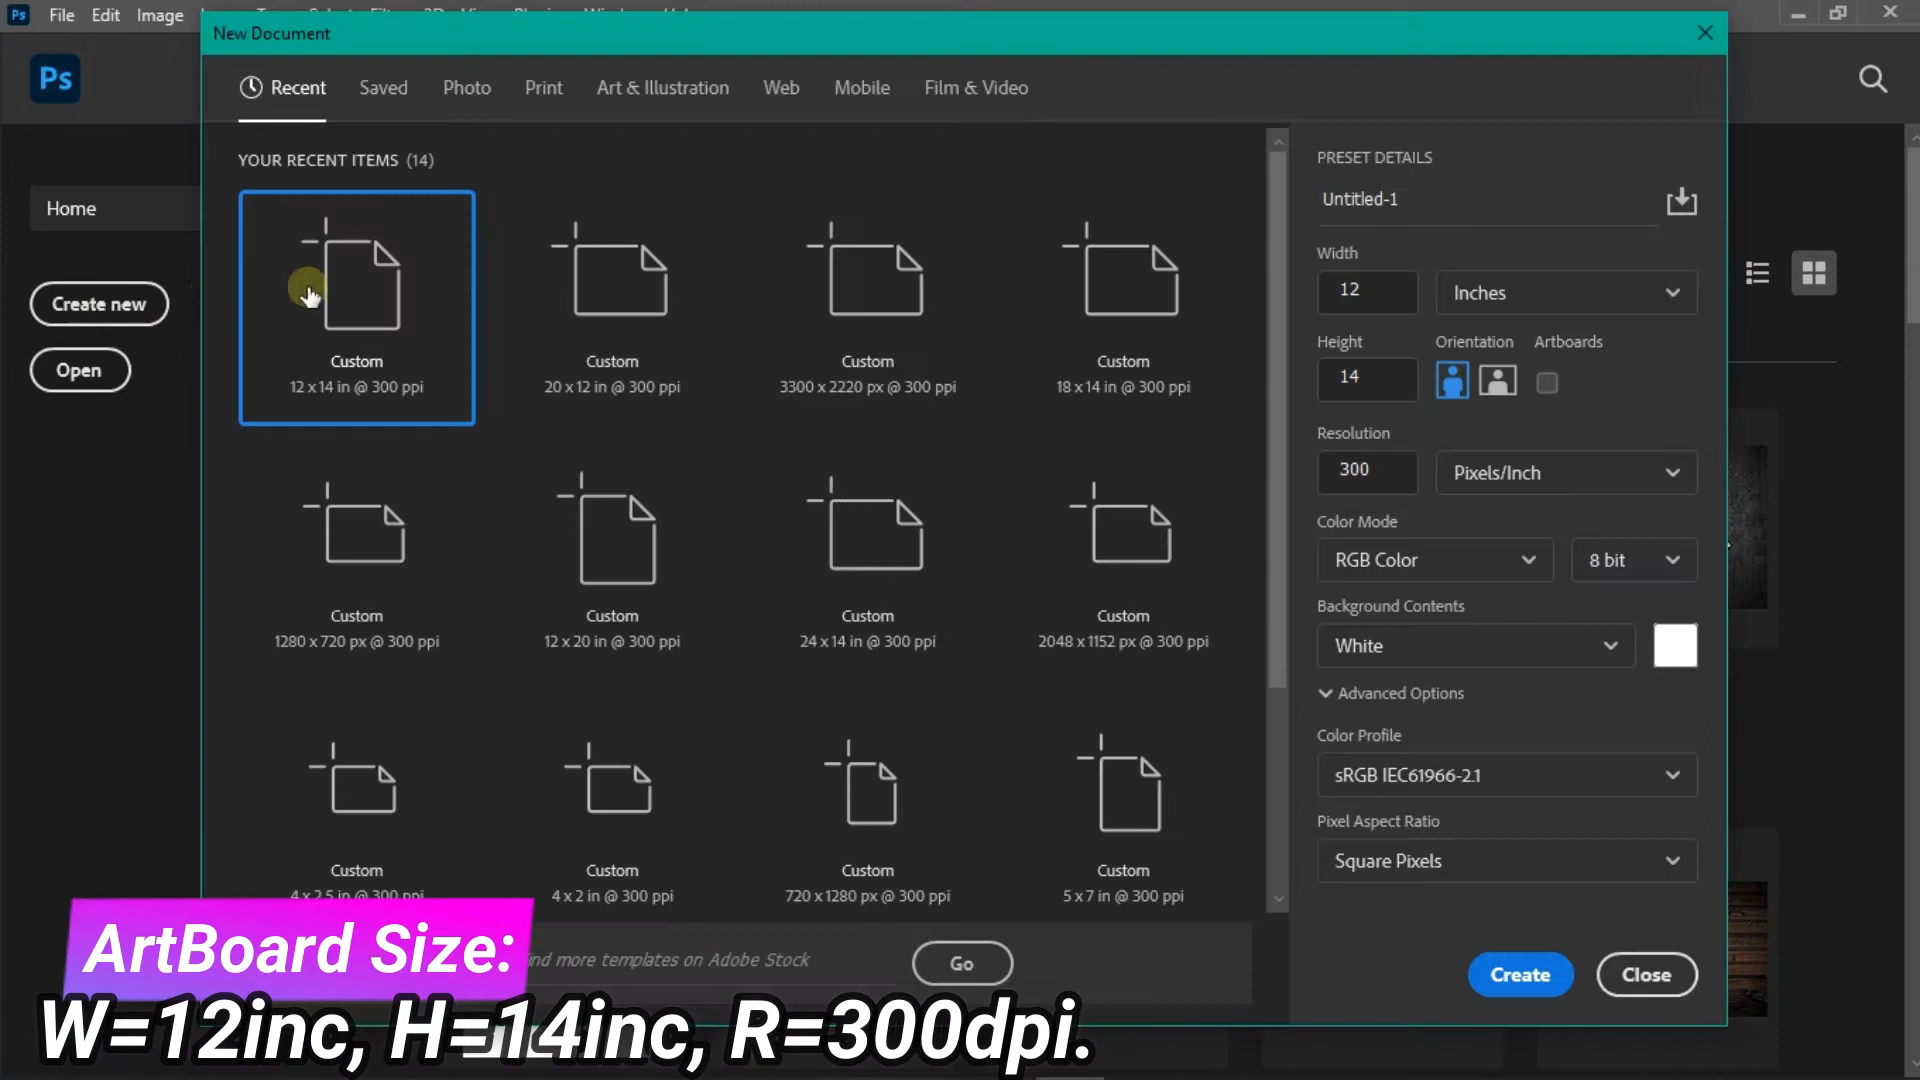 Ps
File Edit Image
New Document
Ps
Recent Saved Photo Print Art & Illustration Web Mobile Film & Video
YOUR RECENT ITEMS (14)
Home
Create new
Open
Custom
12 x 14 in @ 300 ppi
Custom
20 x 12 in @ 300 ppi
Custom
3300 x 2220 px @ 300 ppi
Custom
18 x 14 in @ 300 ppi
Custom
1280 x 720 px @ 300 ppi
Custom
12 x 20 in @ 300 ppi
Custom
24 x 14 in @ 300 ppi
Custom
2048 x 1152 px @ 300 ppi
Custom
4 x 2.5 in @ 300 ppi
Custom
4 x 2 in @ 300 ppi
Custom
720 x 1280 px @ 300 ppi
Custom
5 x 7 in @ 300 ppi
more templates on Adobe Stock
Go
PRESET DETAILS
Untitled-1
Width
12 Inches
Height Orientation Artboards
14
Resolution
300 Pixels/Inch
Color Mode
RGB Color 8 bit
Background Contents
White
Advanced Options
Color Profile
sRGB IEC61966-2.1
Pixel Aspect Ratio
Square Pixels
Create Close
ArtBoard Size:
W=12inc, H=14inc, R=300dpi.